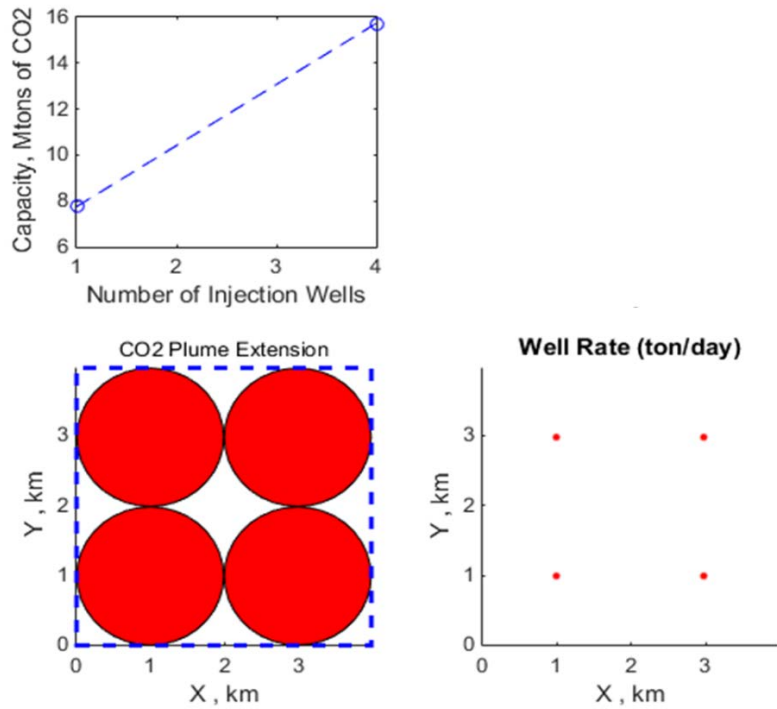 16
14
12
10
8
6
Capacity, Mtons of CO2
1 2 3 4
Number of Injection Wells
CO2 Plume Extension
3
2
1
0
Y , km
0 1 2 3
X , km
Well Rate (ton/day)
3
2
1
0
Y , km
0 1 2 3
X , km